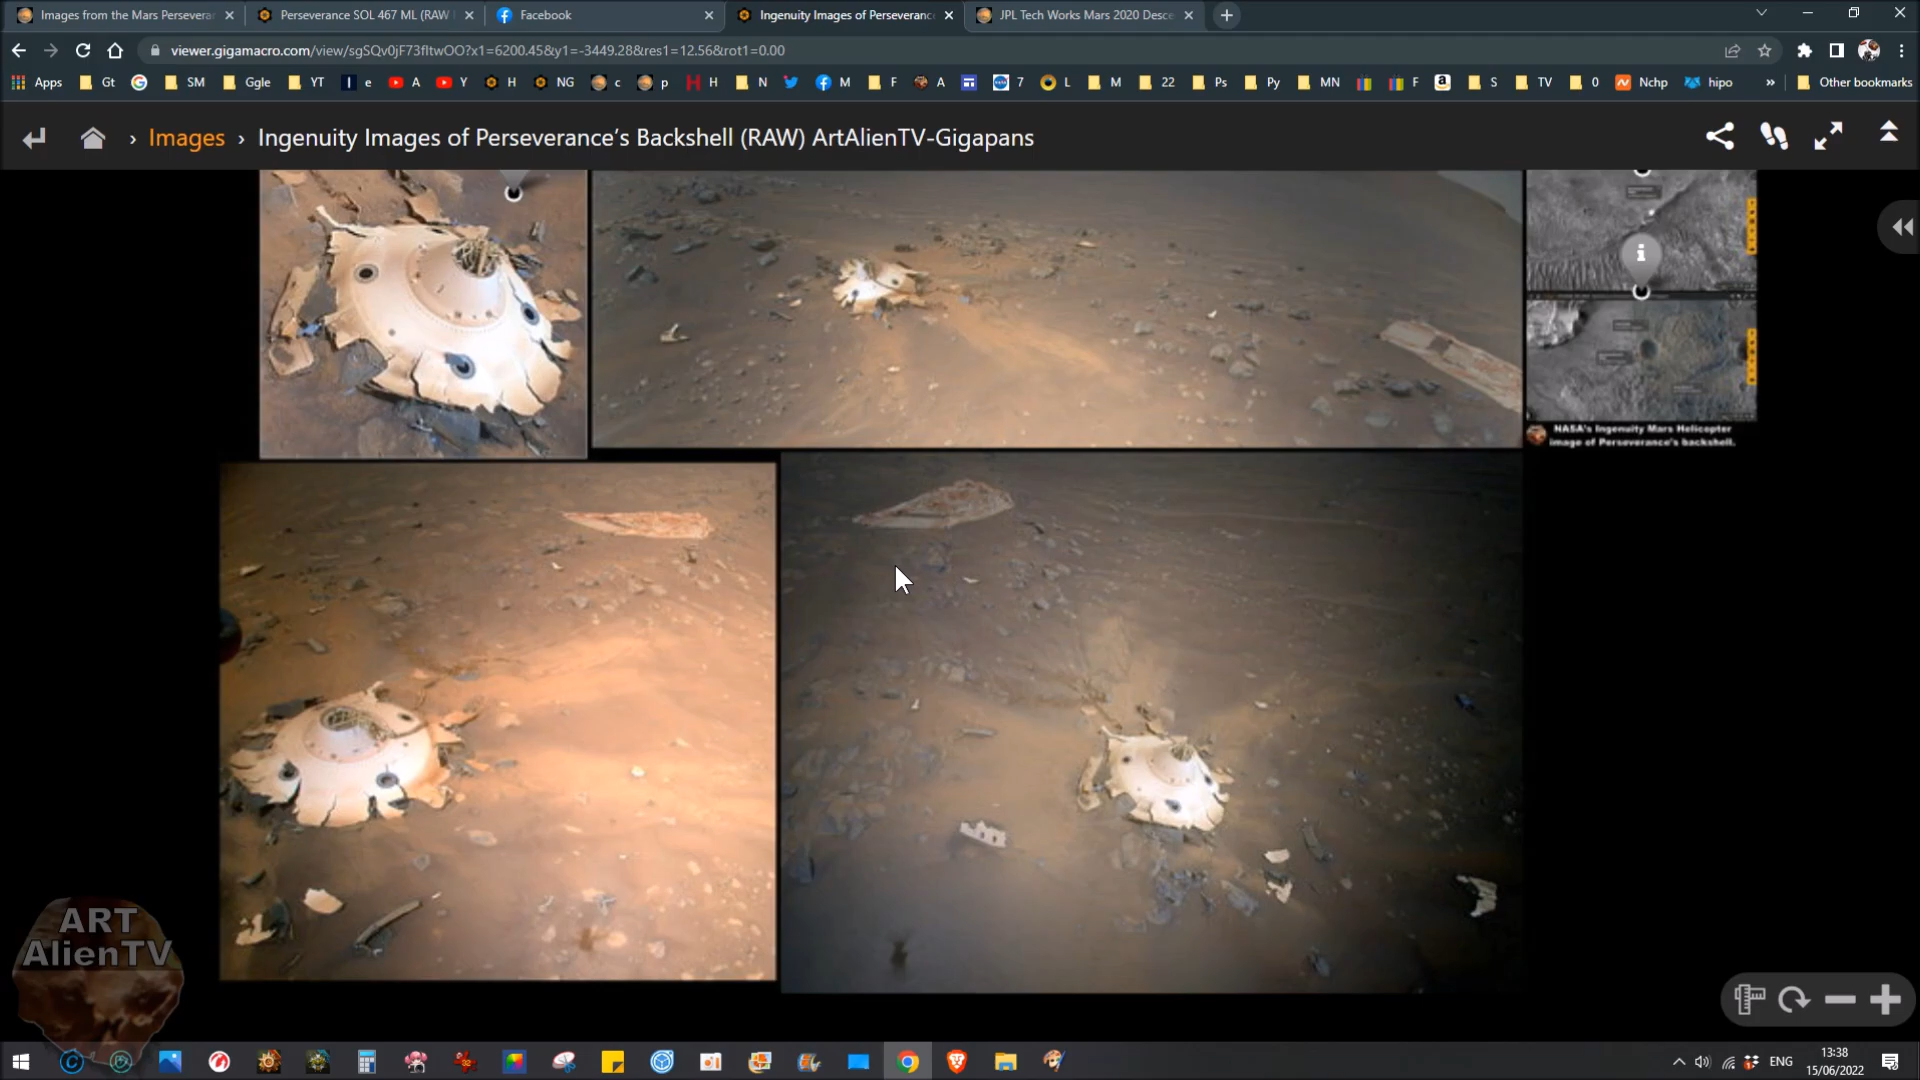 Images from the Mars Perseveran
Perseverance SOL 467 ML (RAW
Facebook
Ingenuity Images of Perseveranc
JPL Tech Works Mars 2020 Desce
viewer.gigamacro.com/view/sgSQv0jF73fItwOO?x1=6200.45&y1=-3449.28&res1=12.56&rot1=0.00
Apps Gt SM Ggle YT e A Y H NG c p H N M F A 7 L M 22 Ps Py MN F S TV 0 Nchp hipo » Other bookmarks
› Images › Ingenuity Images of Perseverance’s Backshell (RAW) ArtAlienTV-Gigapans
NASA's Ingenuity Mars Helicopter
image of Perseverance's backshell.
ART
AlienTV
ENG
13:38
15/06/2022